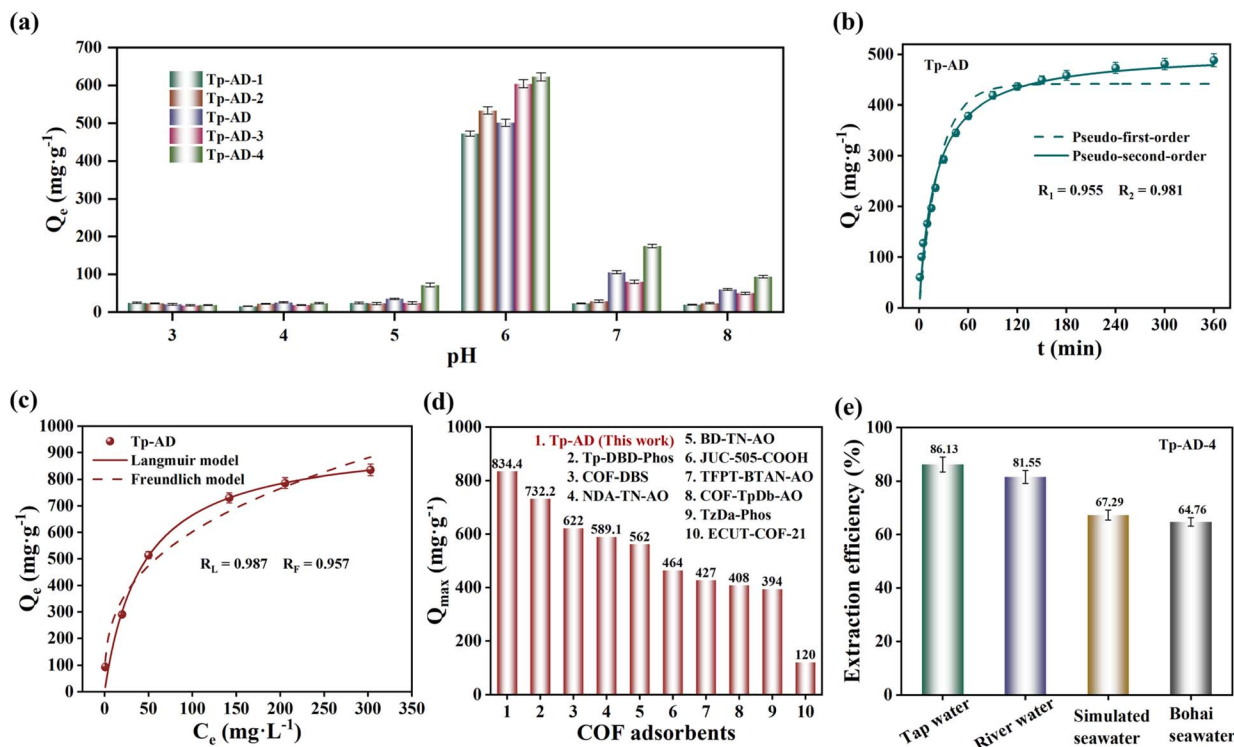 (a)
700
600
500
400
300
200
100
0
Qₑ (mg·g⁻¹)
Tp-AD-1
Tp-AD-2
Tp-AD
Tp-AD-3
Tp-AD-4
3 4 5 6 7 8
pH
(b)
500
400
300
200
100
0
Qₑ (mg·g⁻¹)
Tp-AD
Pseudo-first-order
Pseudo-second-order
R₁ = 0.955 R₂ = 0.981
0 60 120 180 240 300 360
t (min)
(c)
1000
900
800
700
600
500
400
300
200
100
0
Qₑ (mg·g⁻¹)
Tp-AD
Langmuir model
Freundlich model
R_L = 0.987 R_F = 0.957
0 50 100 150 200 250 300 350
Cₑ (mg·L⁻¹)
(d)
1000
900
800
700
600
500
400
300
200
100
0
Q_max (mg·g⁻¹)
1. Tp-AD (This work)
2. Tp-DBD-Phos
3. COF-DBS
4. NDA-TN-AO
5. BD-TN-AO
6. JUC-505-COOH
7. TFPT-BTAN-AO
8. COF-TpDb-AO
9. TzDa-Phos
10. ECUT-COF-21
834.4
732.2
622
589.1
562
464
427
408
394
120
1 2 3 4 5 6 7 8 9 10
COF adsorbents
(e)
100
80
60
40
20
0
Extraction efficiency (%)
Tp-AD-4
86.13
81.55
67.29
64.76
Tap water
River water
Simulated
seawater
Bohai
seawater